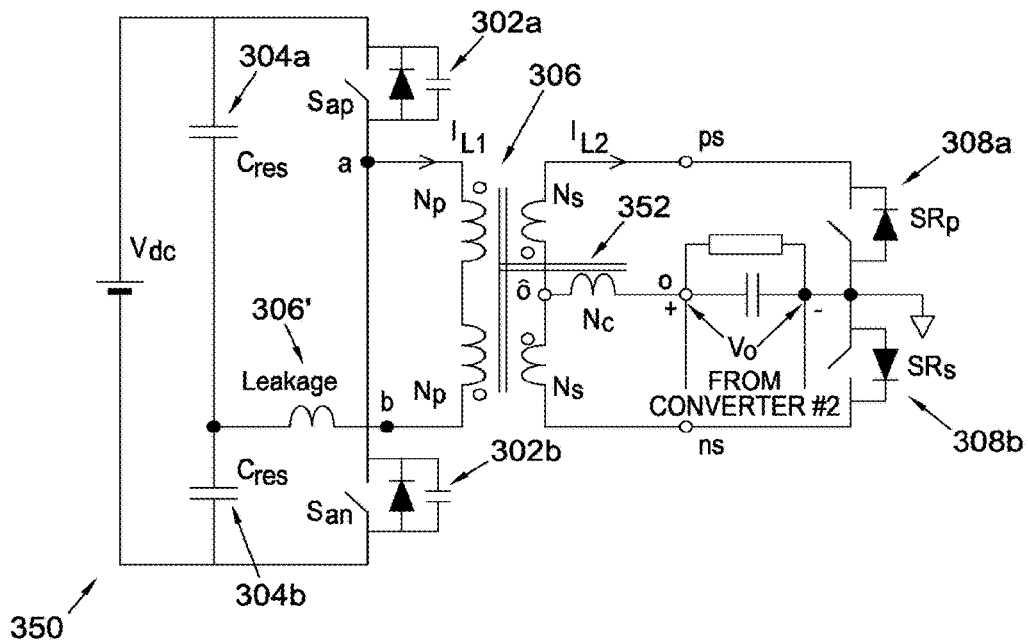 302a
304a
306
Sap
IL1
IL2
ps
308a
Cres
a
Np
Ns
352
SRp
Vdc
ô
o
+
-
Nc
306'
Vo
Leakage
b
Np
Ns
FROM
CONVERTER #2
SRs
ns
308b
Cres
302b
San
304b
350